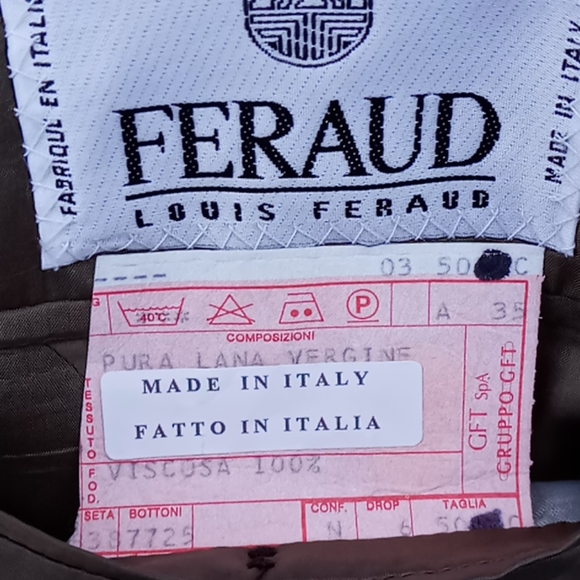 FABRIQUE EN ITALIE
MADE IN ITALY
FERAUD
LOUIS FERAUD
03 50 C
40°C
P
A 35
COMPOSIZIONI
PURA LANA VERGINE
MADE IN ITALY
FATTO IN ITALIA
TESSUTO
FOD.
VISCOSA 100%
GFT SpA
GRUPPO GFT
SETA BOTTONI
CONF. DROP TAGLIA
387725
N 6 50 C